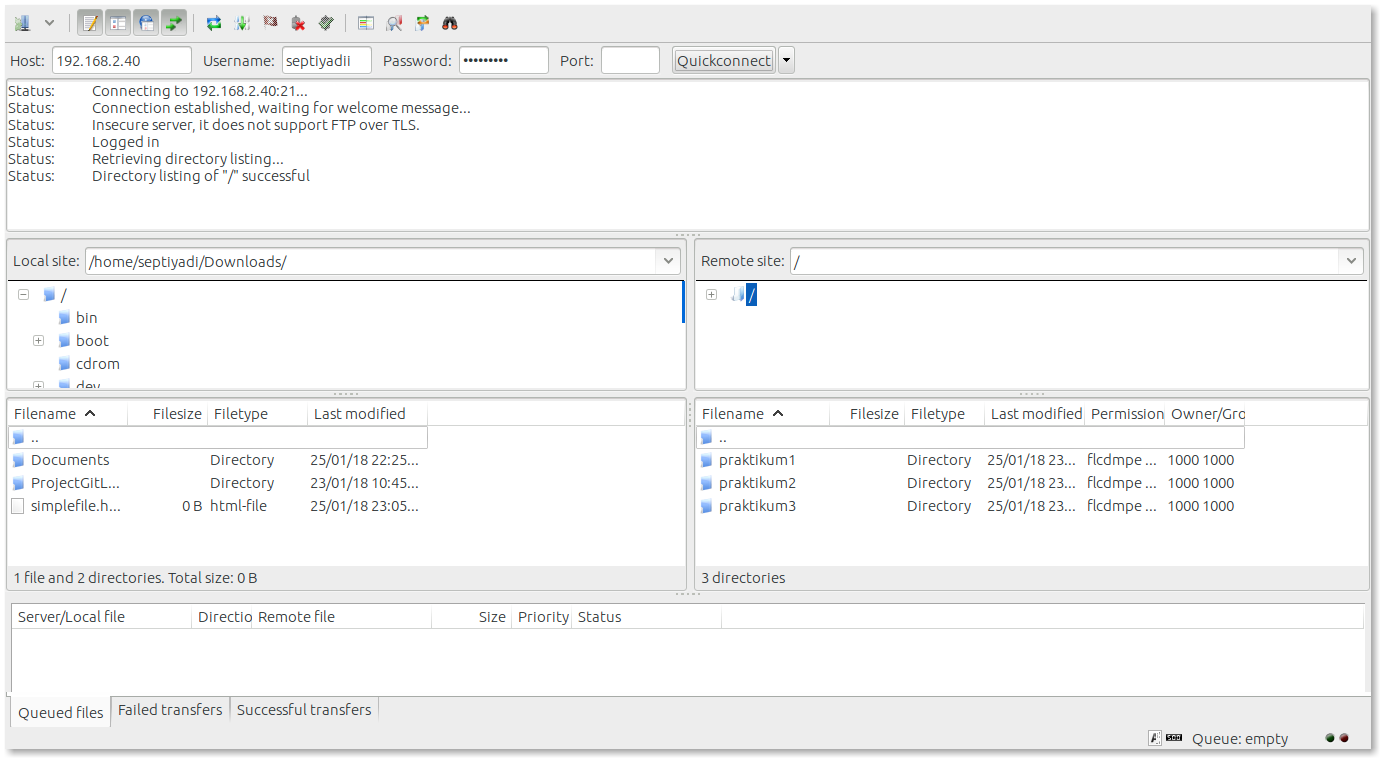 Host: 192.168.2.40 Username: septiyadii Password: ••••••••• Port: Quickconnect
Status: Connecting to 192.168.2.40:21...
Status: Connection established, waiting for welcome message...
Status: Insecure server, it does not support FTP over TLS.
Status: Logged in
Status: Retrieving directory listing...
Status: Directory listing of "/" successful
Local site: /home/septiyadi/Downloads/
/
bin
boot
cdrom
dev
Remote site: /
/
Filename Filesize Filetype Last modified
..
Documents Directory 25/01/18 22:25...
ProjectGitL... Directory 23/01/18 10:45...
simplefile.h... 0 B html-file 25/01/18 23:05...
1 file and 2 directories. Total size: 0 B
Filename Filesize Filetype Last modified Permission Owner/Gro
..
praktikum1 Directory 25/01/18 23... flcdmpe ... 1000 1000
praktikum2 Directory 25/01/18 23... flcdmpe ... 1000 1000
praktikum3 Directory 25/01/18 23... flcdmpe ... 1000 1000
3 directories
Server/Local file Directio Remote file Size Priority Status
Queued files Failed transfers Successful transfers
Queue: empty